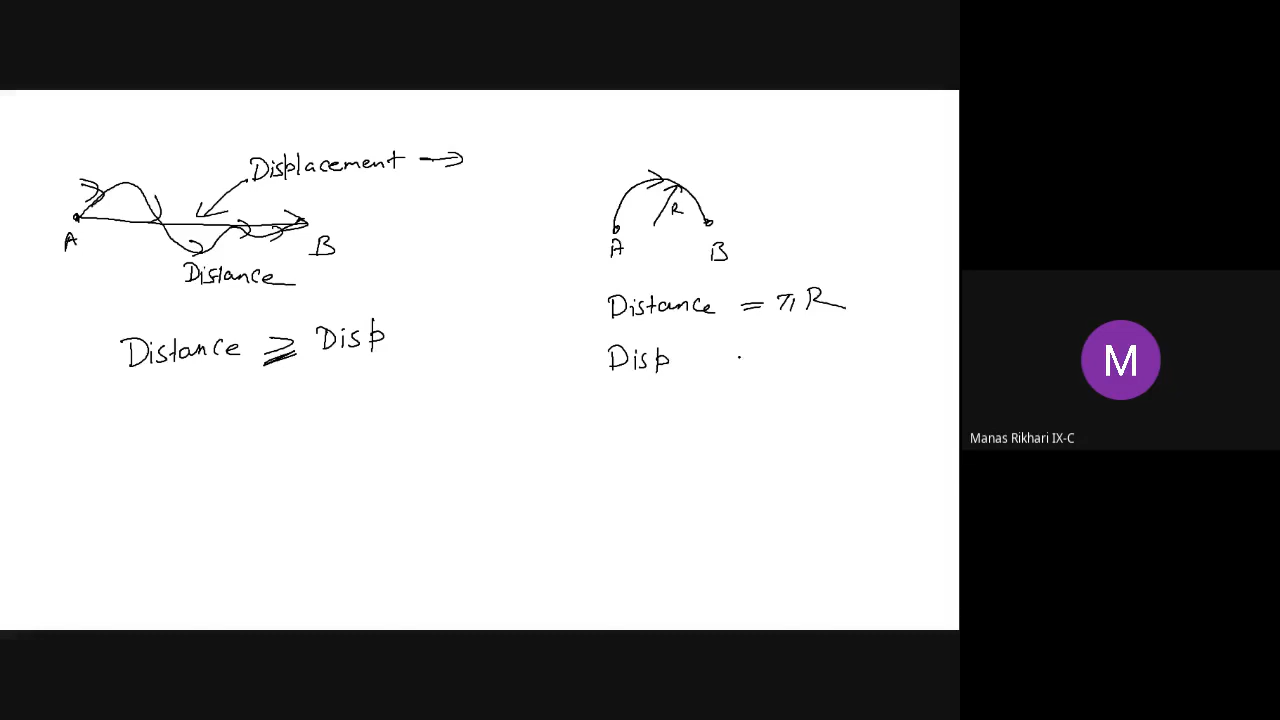 Displacement →
A
B
Distance
Distance ≥ Disp
R
A
B
Distance = πR
Disp
M
Manas Rikhari IX-C